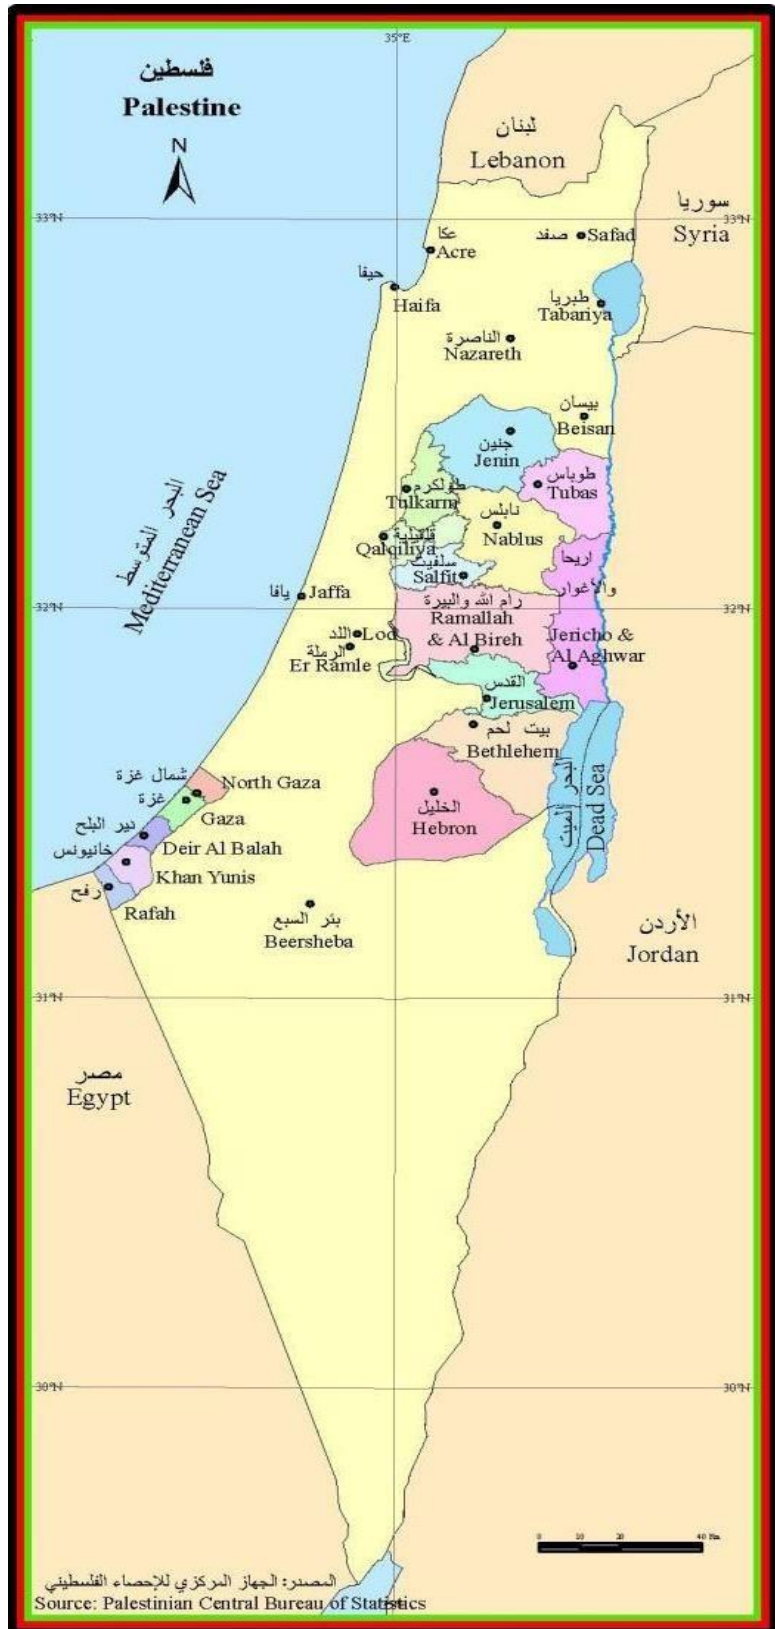 35°E
فلسطين
Palestine
N
لبنان
Lebanon
سوريا
Syria
33°N
33°N
عكا
Acre
صفد Safad
حيفا
Haifa
طبريا
Tabariya
الناصرة
Nazareth
بيسان
Beisan
جنين
Jenin
طوباس
Tubas
طولكرم
Tulkarm
نابلس
Nablus
قلقيلية
Qalqiliya
سلفيت
Salfit
اريحا
والأغوار
Jericho &
Al Aghwar
البحر المتوسط
Mediterranean Sea
يافا Jaffa
32°N
32°N
رام الله والبيرة
Ramallah
& Al Bireh
اللد Lod
الرملة
Er Ramle
القدس
Jerusalem
بيت لحم
Bethlehem
البحر الميت
Dead Sea
شمال غزة
North Gaza
غزة
Gaza
الخليل
Hebron
دير البلح
Deir Al Balah
خانيونس
Khan Yunis
رفح
Rafah
بئر السبع
Beersheba
الأردن
Jordan
31°N
31°N
مصر
Egypt
30°N
30°N
0 10 20 40 Km
المصدر: الجهاز المركزي للإحصاء الفلسطيني
Source: Palestinian Central Bureau of Statistics